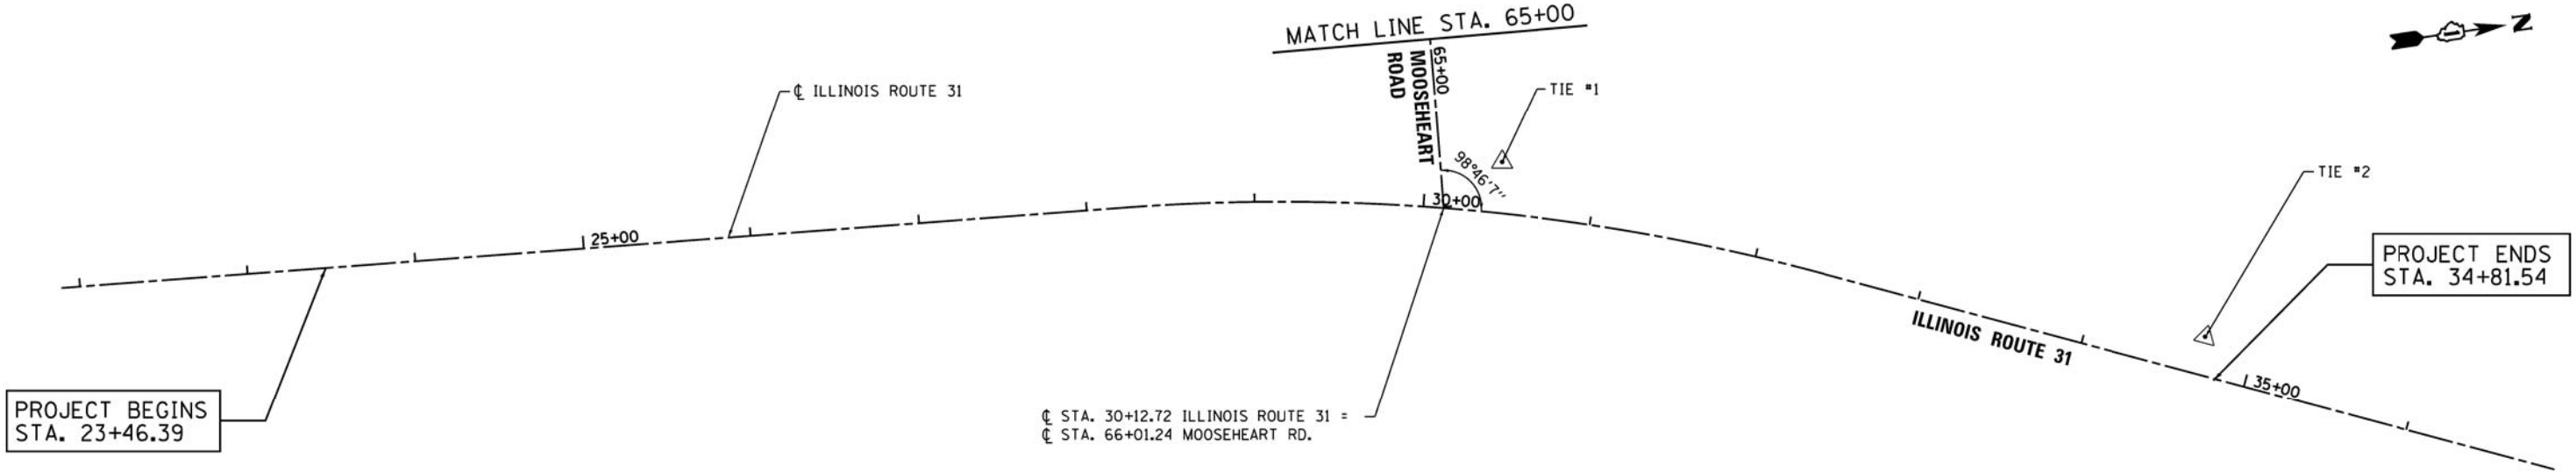 MATCH LINE STA. 65+00
N
65+00
MOOSEHEART
ROAD
℄ ILLINOIS ROUTE 31
TIE #1
98°46'7"
TIE #2
30+00
25+00
PROJECT ENDS
STA. 34+81.54
ILLINOIS ROUTE 31
35+00
PROJECT BEGINS
STA. 23+46.39
℄ STA. 30+12.72 ILLINOIS ROUTE 31 =
℄ STA. 66+01.24 MOOSEHEART RD.